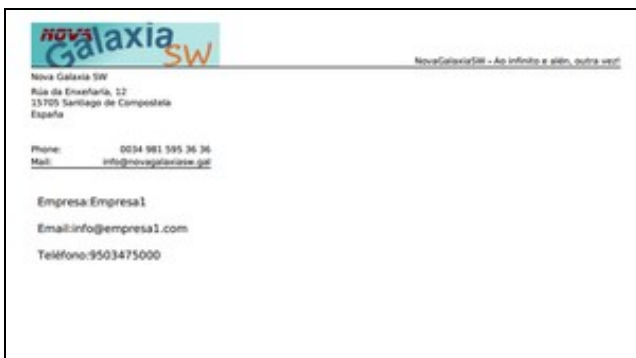 NOVA
Galaxia
SW
NovaGalaxiaSW - Ao infinito e alén, outra vez!
Nova Galaxia SW
Rúa da Enxeñaría, 12
15705 Santiago de Compostela
España
Phone: 0034 981 595 36 36
Mail: info@novagalaxiasw.gal
Empresa:Empresa1
Email:info@empresa1.com
Teléfono:9503475000